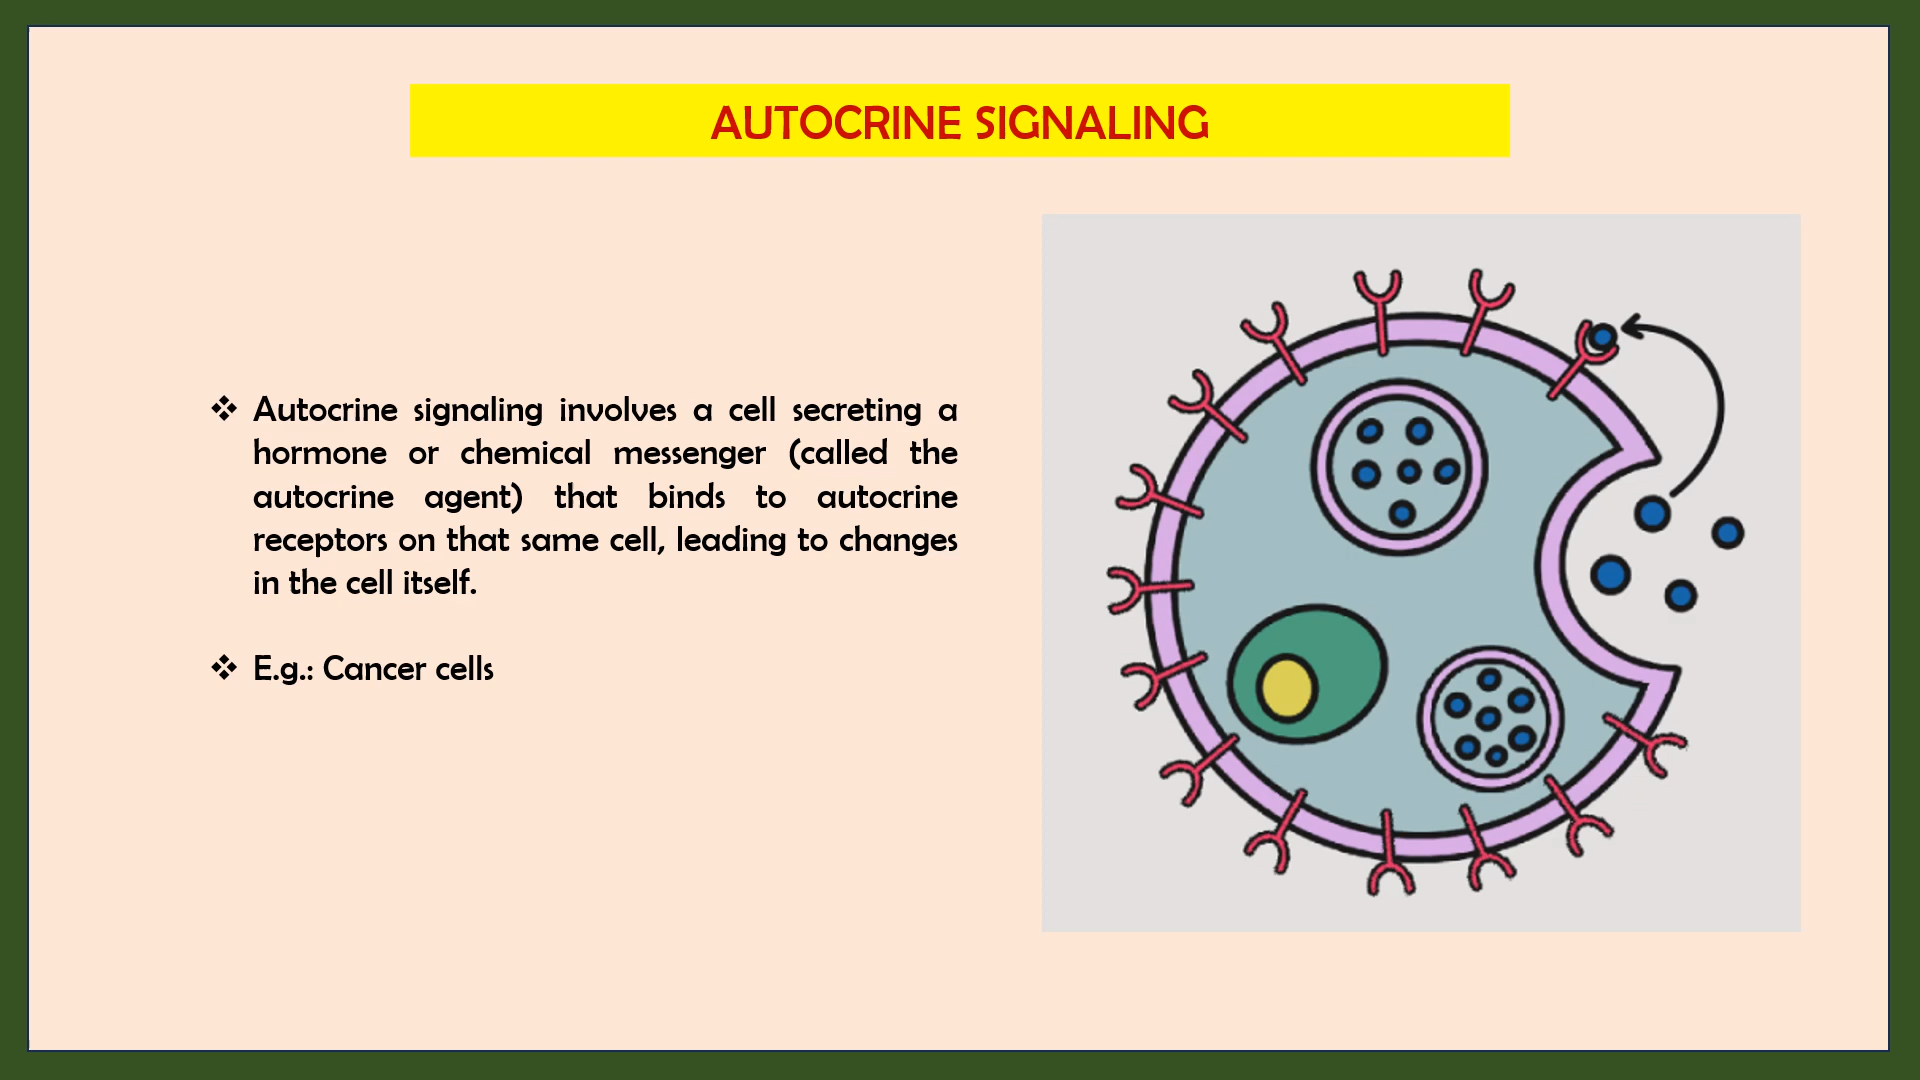 AUTOCRINE SIGNALING
❖ Autocrine signaling involves a cell secreting a
hormone or chemical messenger (called the
autocrine agent) that binds to autocrine
receptors on that same cell, leading to changes
in the cell itself.
❖ E.g.: Cancer cells